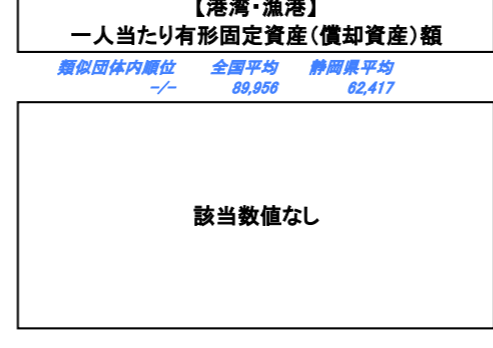 【港湾・漁港】
一人当たり有形固定資産(償却資産)額
類似団体内順位 全国平均 静岡県平均
-/- 89,956 62,417
該当数値なし